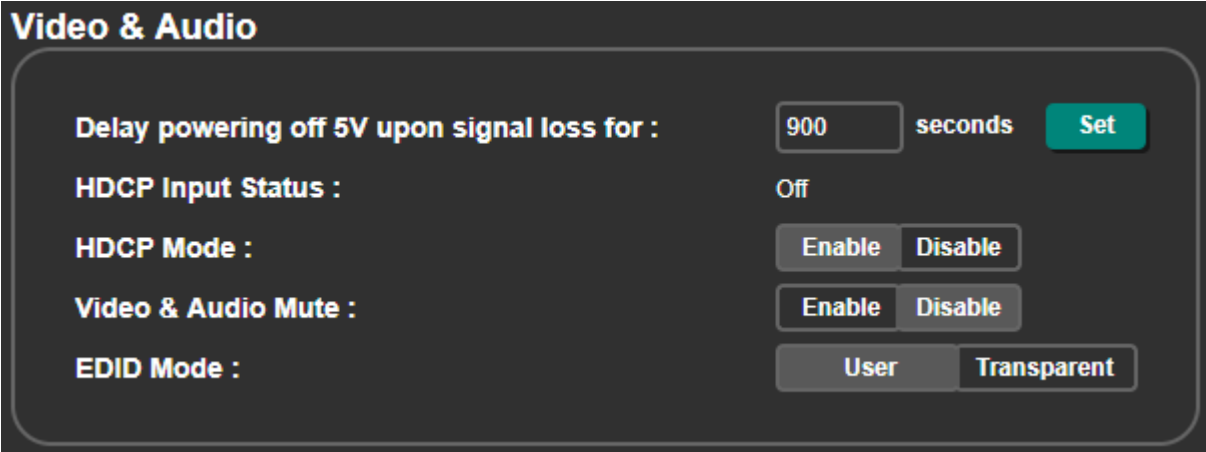 Video & Audio
Delay powering off 5V upon signal loss for : 900 seconds Set
HDCP Input Status : Off
HDCP Mode : Enable Disable
Video & Audio Mute : Enable Disable
EDID Mode : User Transparent